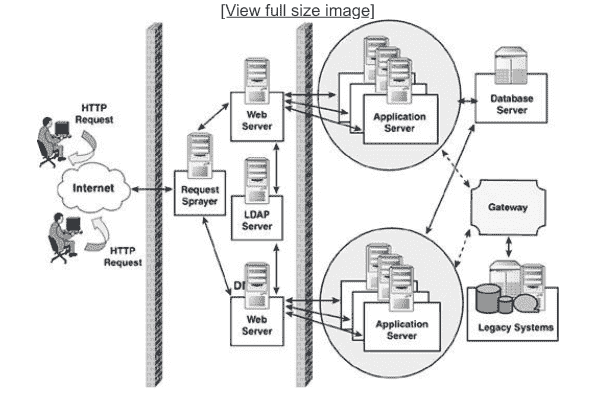 [View full size image]
HTTP
Request
Internet
HTTP
Request
Request
Sprayer
Web
Server
LDAP
Server
Web
Server
Application
Server
Application
Server
Database
Server
Gateway
Legacy Systems